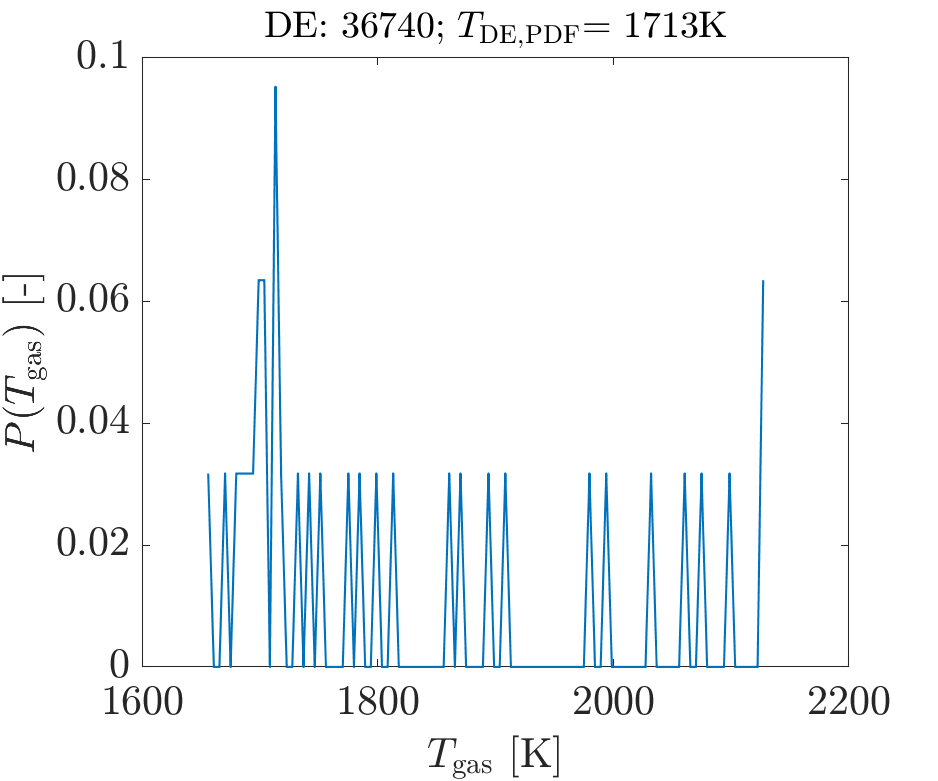 DE: 36740; T_DE,PDF= 1713K
0.1
0.08
0.06
0.04
0.02
0
P(T_gas) [-]
1600 1800 2000 2200
T_gas [K]